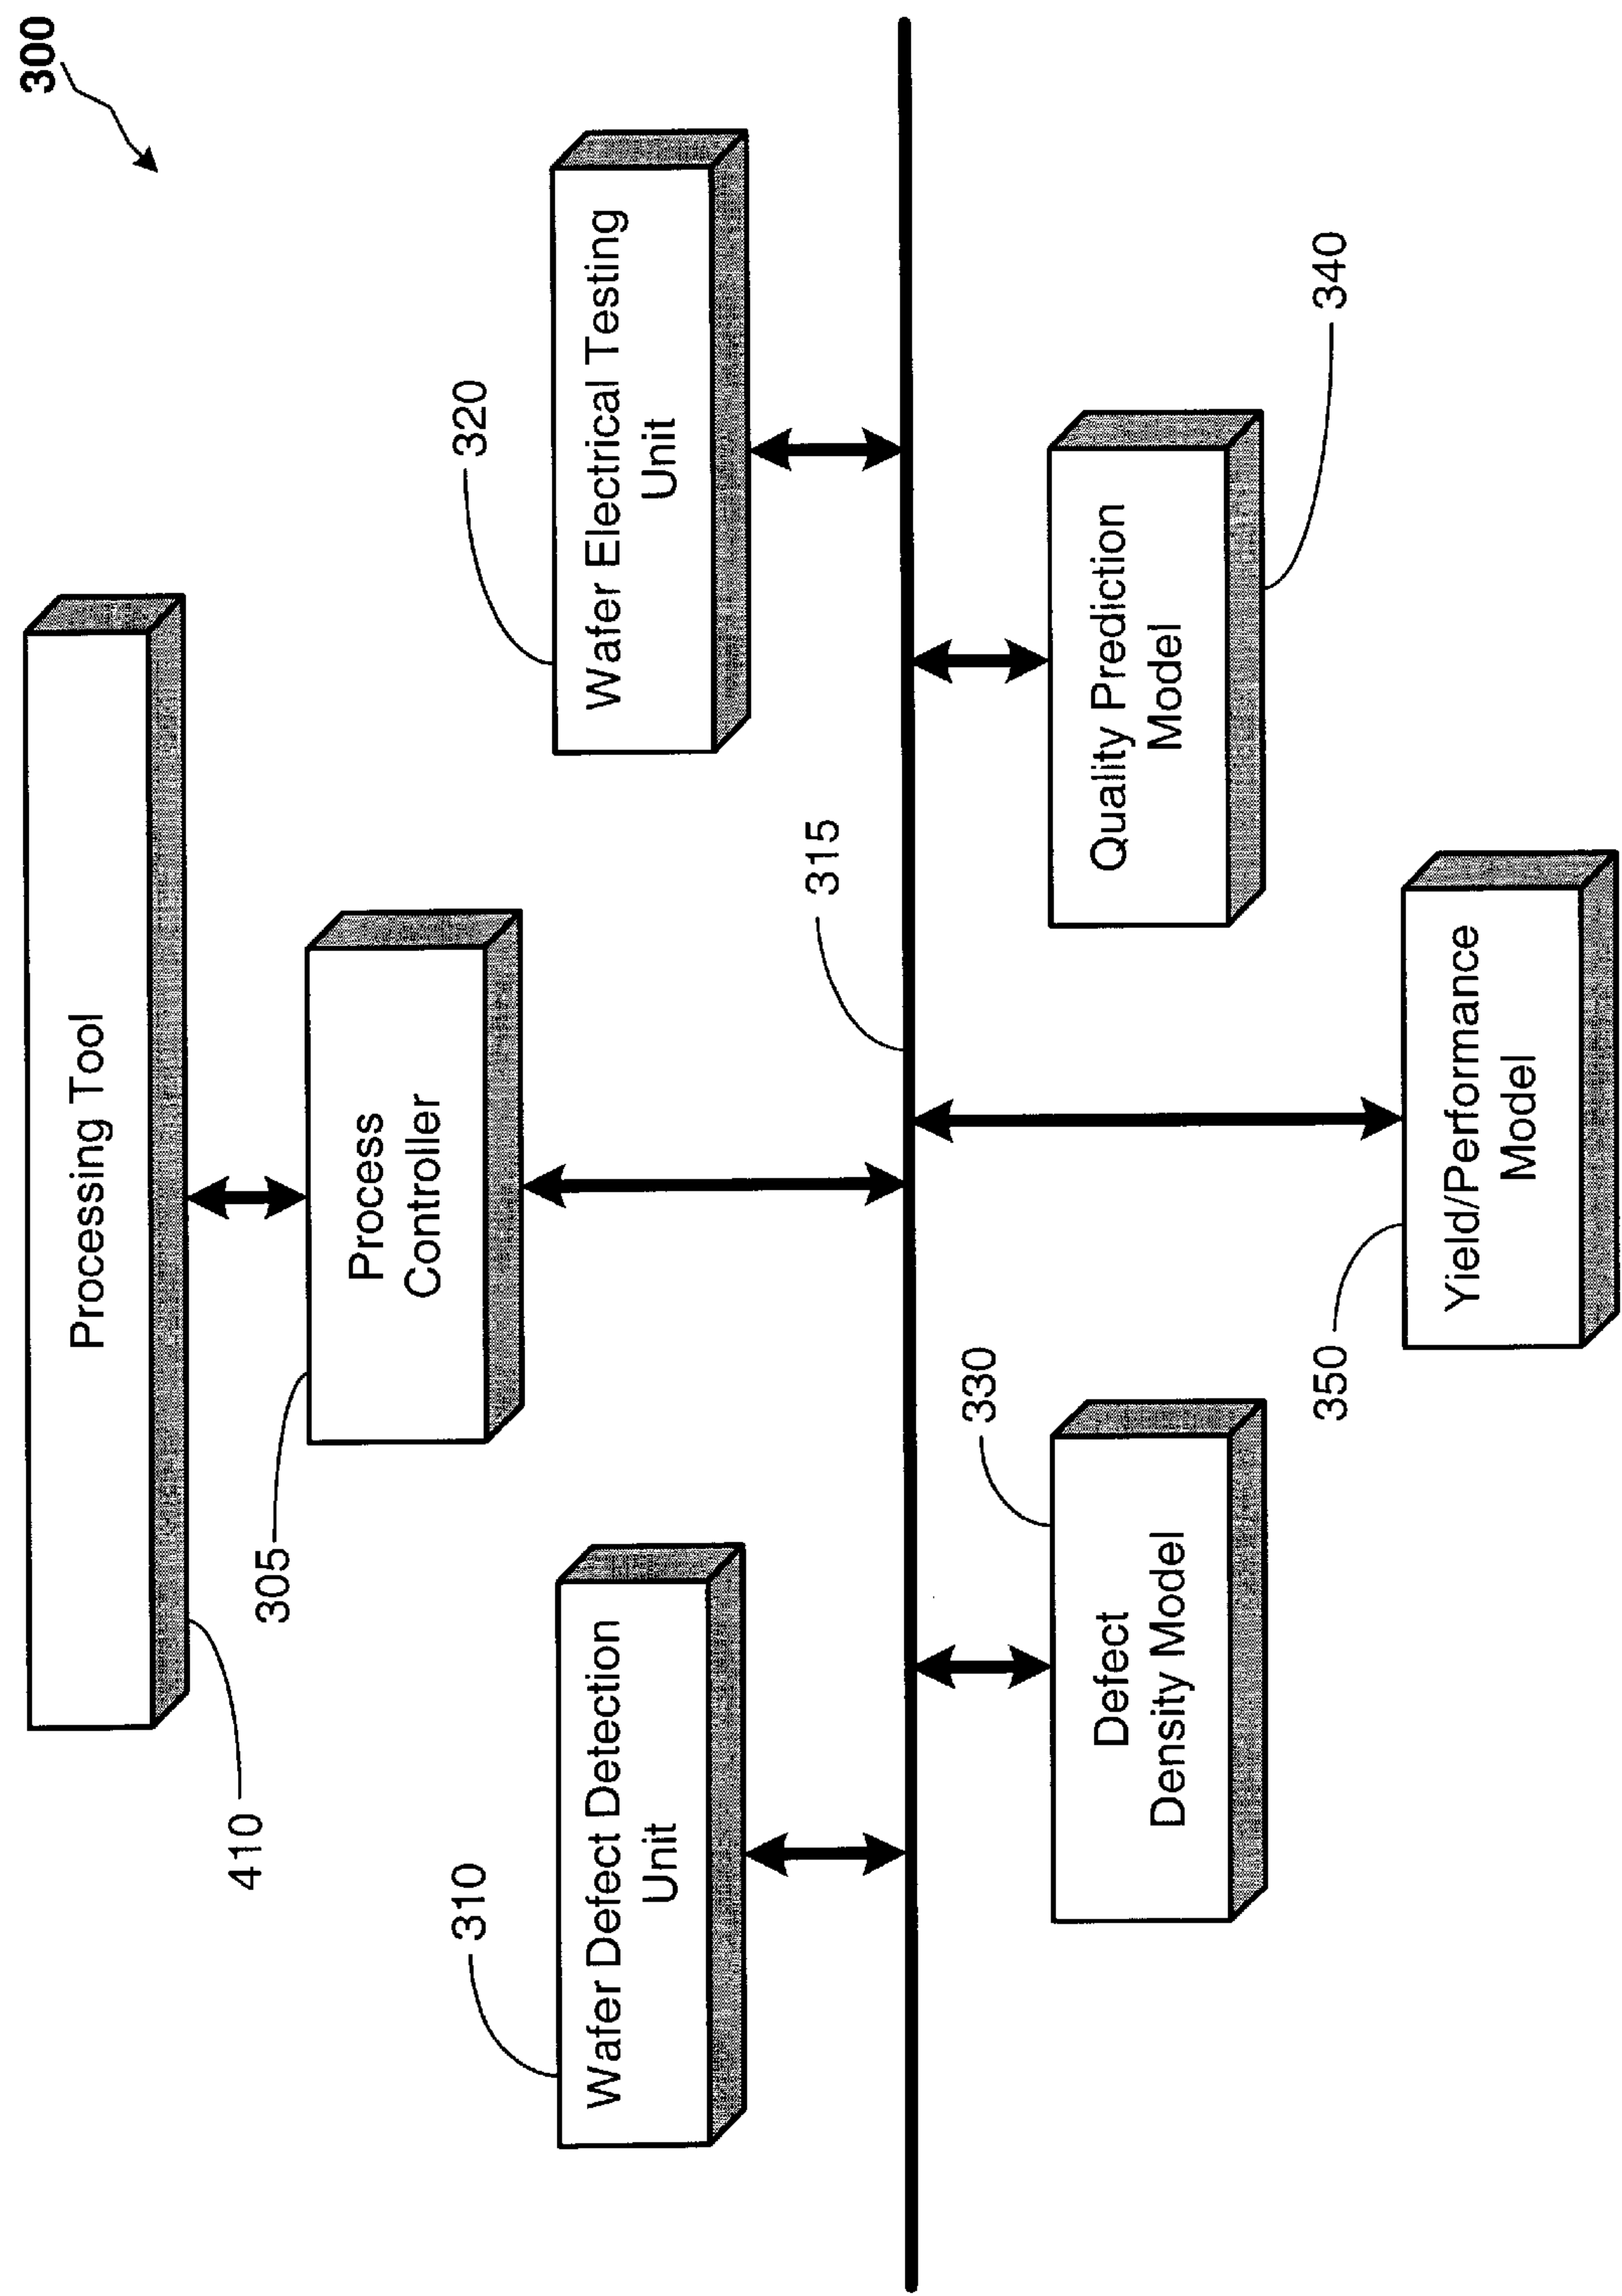 300
Processing Tool
410
305
Process
Controller
310
Wafer Defect Detection
Unit
320
Wafer Electrical Testing
Unit
315
330
Defect
Density Model
340
Quality Prediction
Model
350
Yield/Performance
Model